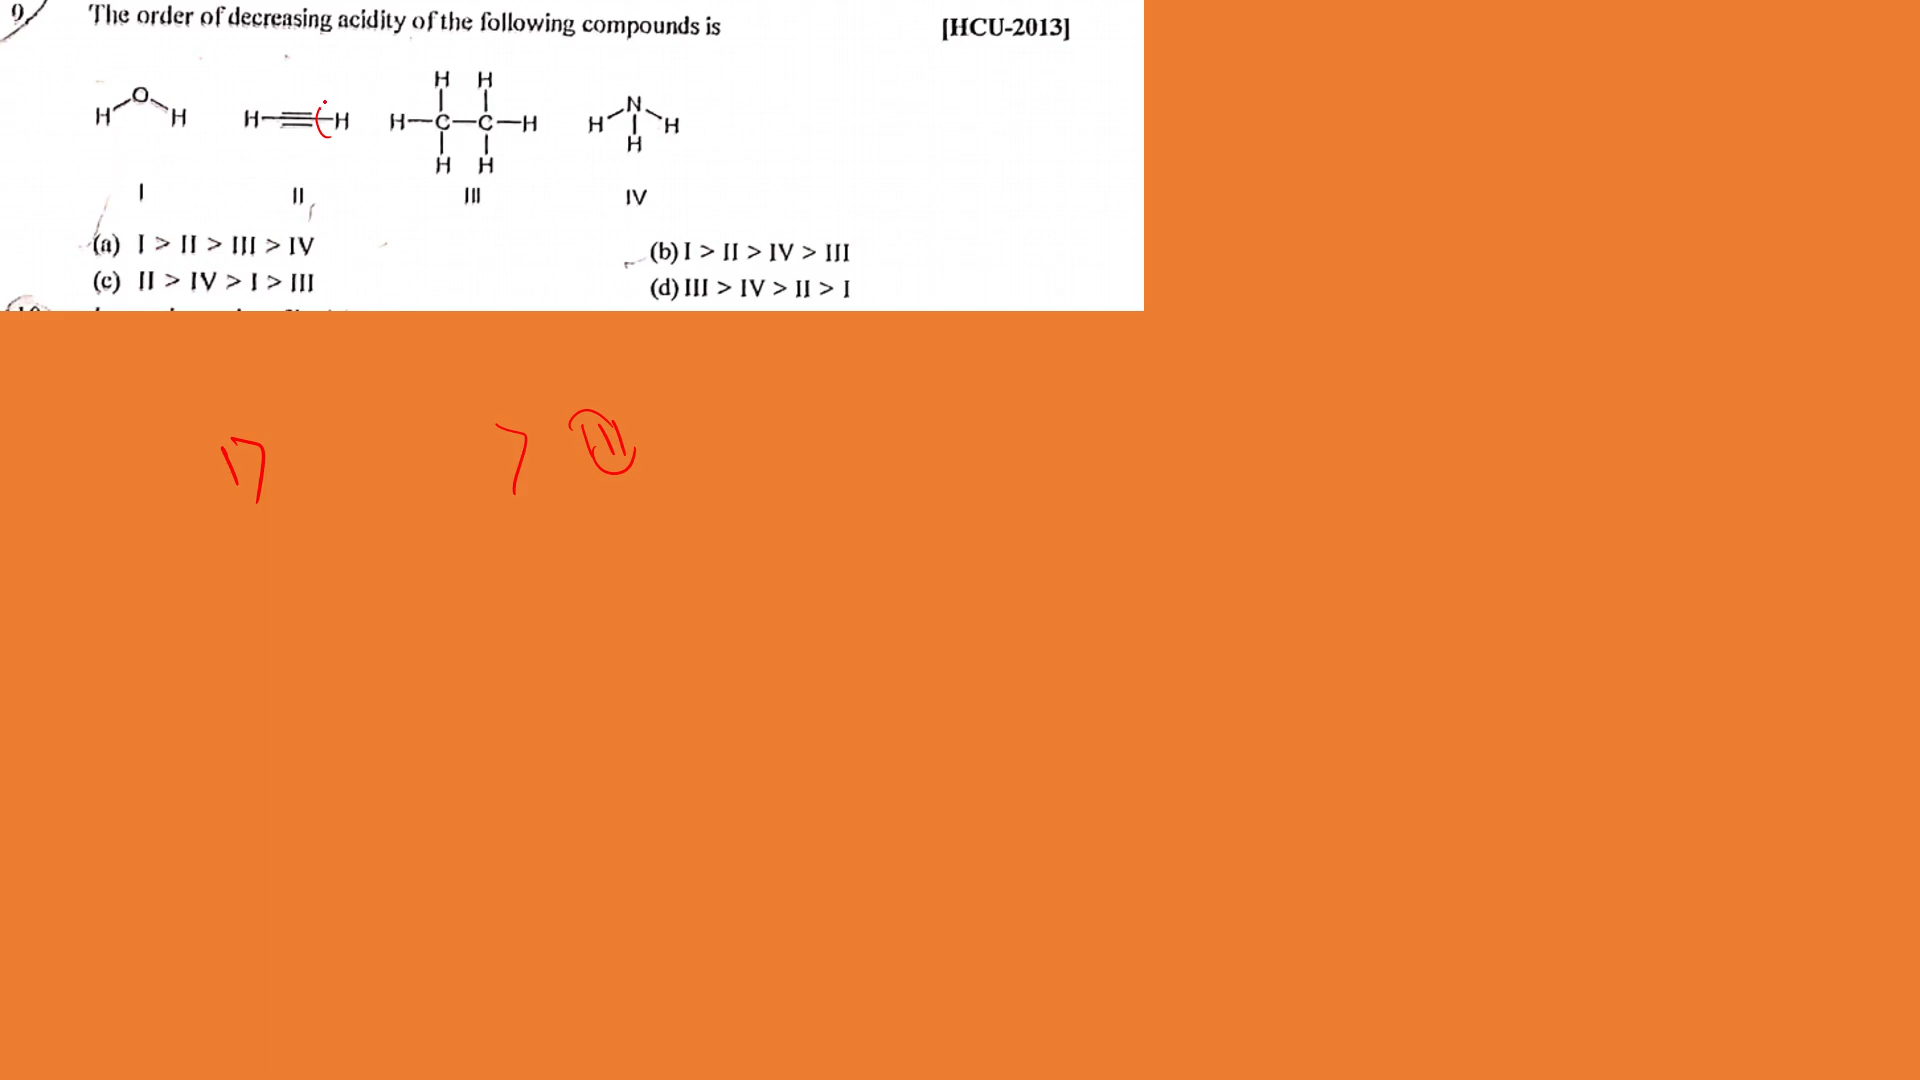 9. The order of decreasing acidity of the following compounds is [HCU-2013]
H O H H H H H H H C C H H H N H H H
I II III IV
(a) I > II > III > IV (b) I > II > IV > III
(c) II > IV > I > III (d) III > IV > II > I
I > > III